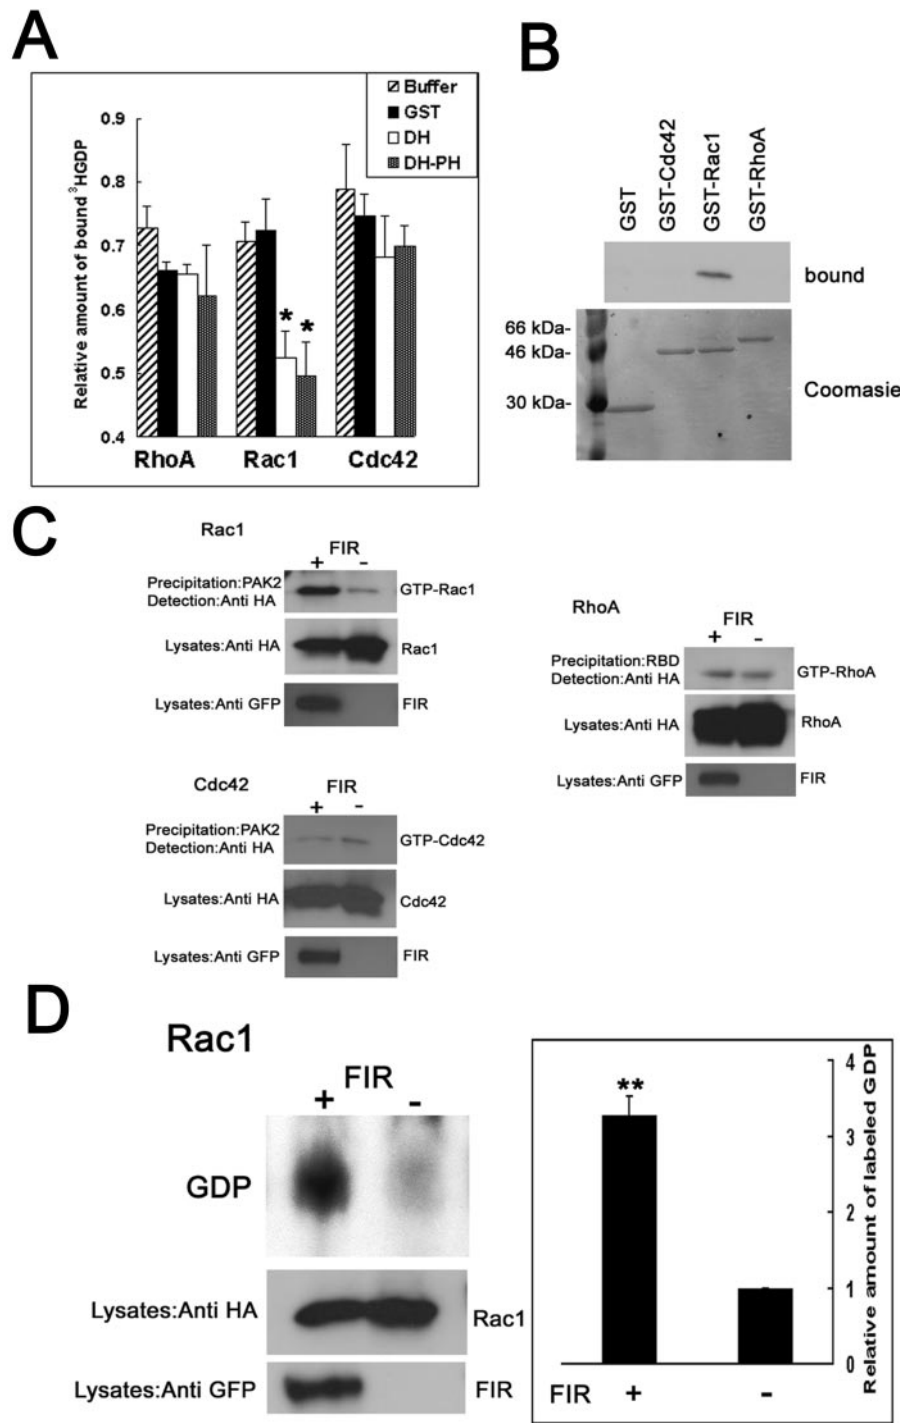 A
Buffer
GST
DH
DH-PH
Relative amount of bound ³HGDP
0.9
0.8
0.7
0.6
0.5
0.4
* *
RhoA Rac1 Cdc42
B
GST
GST-Cdc42
GST-Rac1
GST-RhoA
bound
66 kDa-
46 kDa-
30 kDa-
Coomasie
C
Rac1
FIR
+ -
Precipitation:PAK2
Detection:Anti HA
GTP-Rac1
Lysates:Anti HA
Rac1
Lysates:Anti GFP
FIR
RhoA
FIR
+ -
Precipitation:RBD
Detection:Anti HA
GTP-RhoA
Lysates:Anti HA
RhoA
Lysates:Anti GFP
FIR
Cdc42
FIR
+ -
Precipitation:PAK2
Detection:Anti HA
GTP-Cdc42
Lysates:Anti HA
Cdc42
Lysates:Anti GFP
FIR
D
Rac1
FIR
+ -
GDP
Lysates:Anti HA
Rac1
Lysates:Anti GFP
FIR
**
4
3
2
1
0
Relative amount of labeled GDP
FIR + -